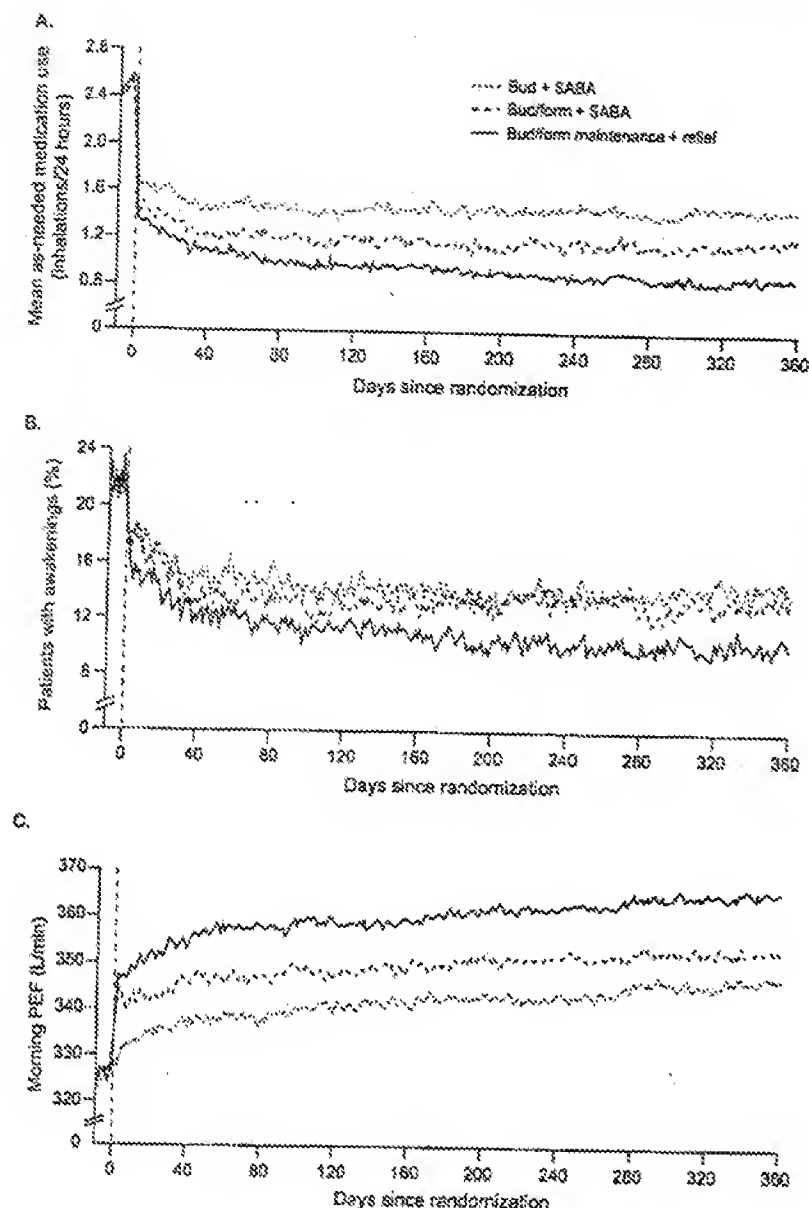 A.
Mean as-needed medication use
(inhalations/24 hours)
2.8
2.4
2.0
1.6
1.2
0.8
0
Bud + SABA
Bud/form + SABA
Bud/form maintenance + relief
0 40 80 120 160 200 240 280 320 360
Days since randomization
B.
Patients with awakenings (%)
24
20
16
12
8
0
0 40 80 120 160 200 240 280 320 360
Days since randomization
C.
Morning PEF (L/min)
370
360
350
340
330
320
0
0 40 80 120 160 200 240 280 320 360
Days since randomization